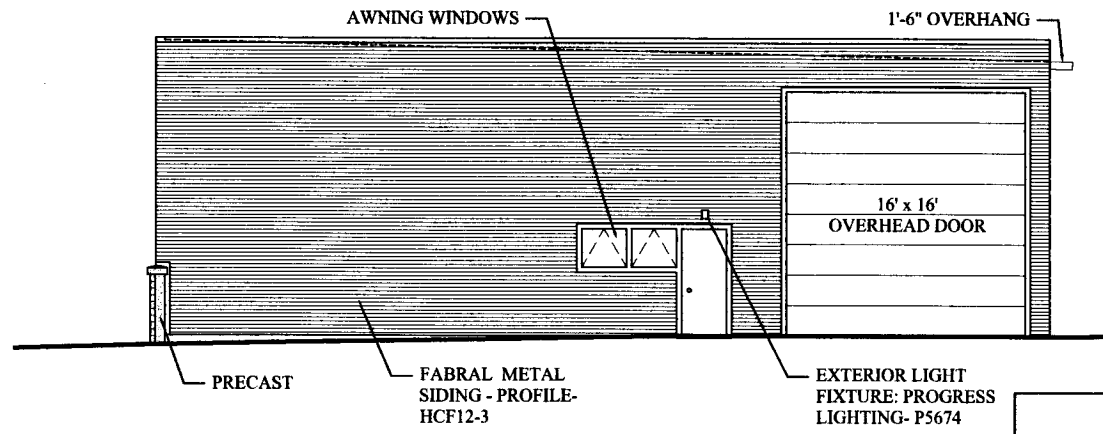 AWNING WINDOWS
1'-6" OVERHANG
16' x 16'
OVERHEAD DOOR
PRECAST
FABRAL METAL
SIDING - PROFILE-
HCF12-3
EXTERIOR LIGHT
FIXTURE: PROGRESS
LIGHTING- P5674